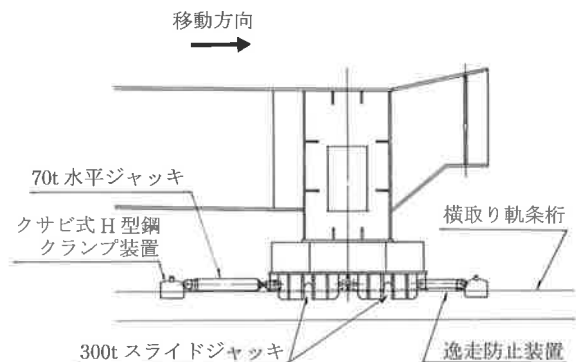 移動方向
70t 水平ジャッキ
クサビ式 H 型鋼
クランプ装置
横取り軌条桁
300t スライドジャッキ
逸走防止装置